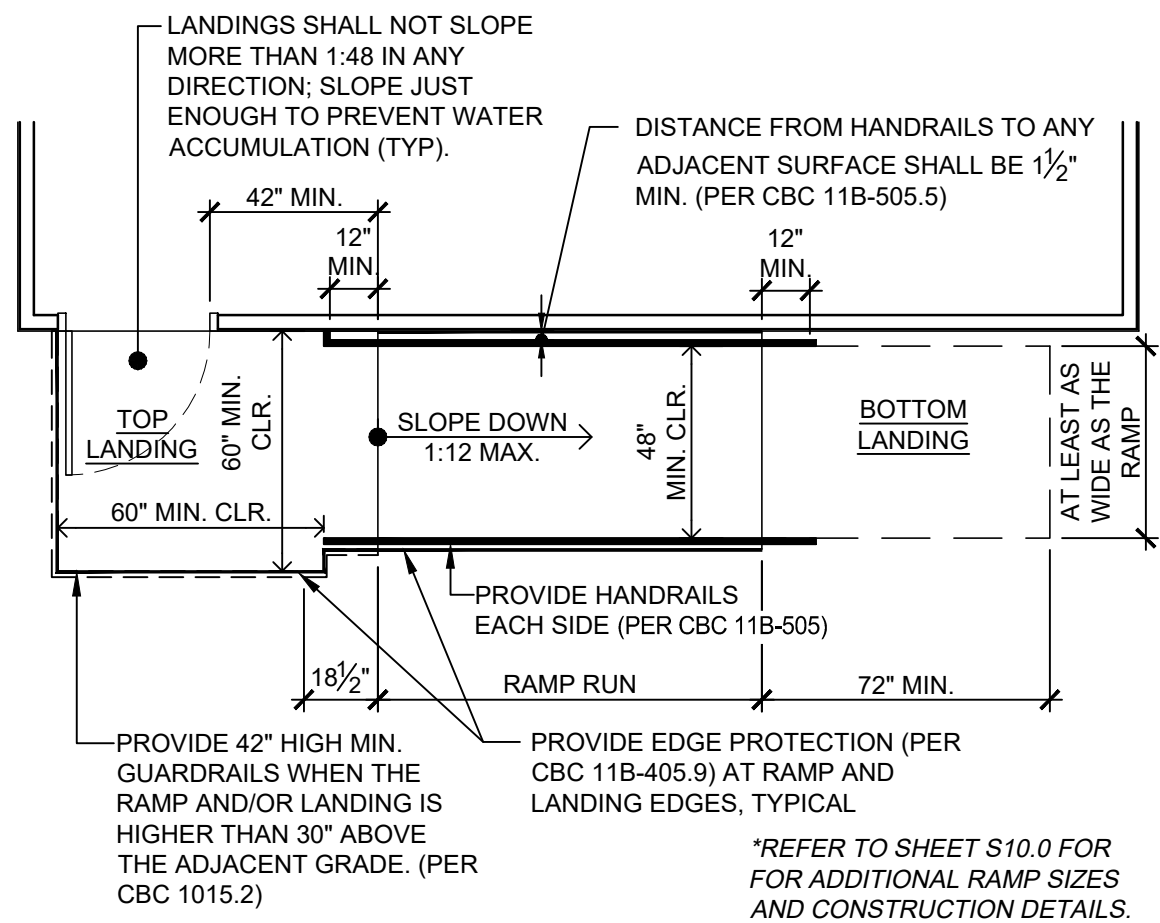 LANDINGS SHALL NOT SLOPE
MORE THAN 1:48 IN ANY
DIRECTION; SLOPE JUST
ENOUGH TO PREVENT WATER
ACCUMULATION (TYP).
DISTANCE FROM HANDRAILS TO ANY
ADJACENT SURFACE SHALL BE 1½"
MIN. (PER CBC 11B-505.5)
42" MIN.
12"
MIN.
12"
MIN.
TOP
LANDING
60" MIN.
CLR.
60" MIN. CLR.
SLOPE DOWN
1:12 MAX.
48"
MIN. CLR.
BOTTOM
LANDING
AT LEAST AS
WIDE AS THE
RAMP
PROVIDE HANDRAILS
EACH SIDE (PER CBC 11B-505)
18½"
RAMP RUN
72" MIN.
PROVIDE 42" HIGH MIN.
GUARDRAILS WHEN THE
RAMP AND/OR LANDING IS
HIGHER THAN 30" ABOVE
THE ADJACENT GRADE. (PER
CBC 1015.2)
PROVIDE EDGE PROTECTION (PER
CBC 11B-405.9) AT RAMP AND
LANDING EDGES, TYPICAL
*REFER TO SHEET S10.0 FOR
FOR ADDITIONAL RAMP SIZES
AND CONSTRUCTION DETAILS.